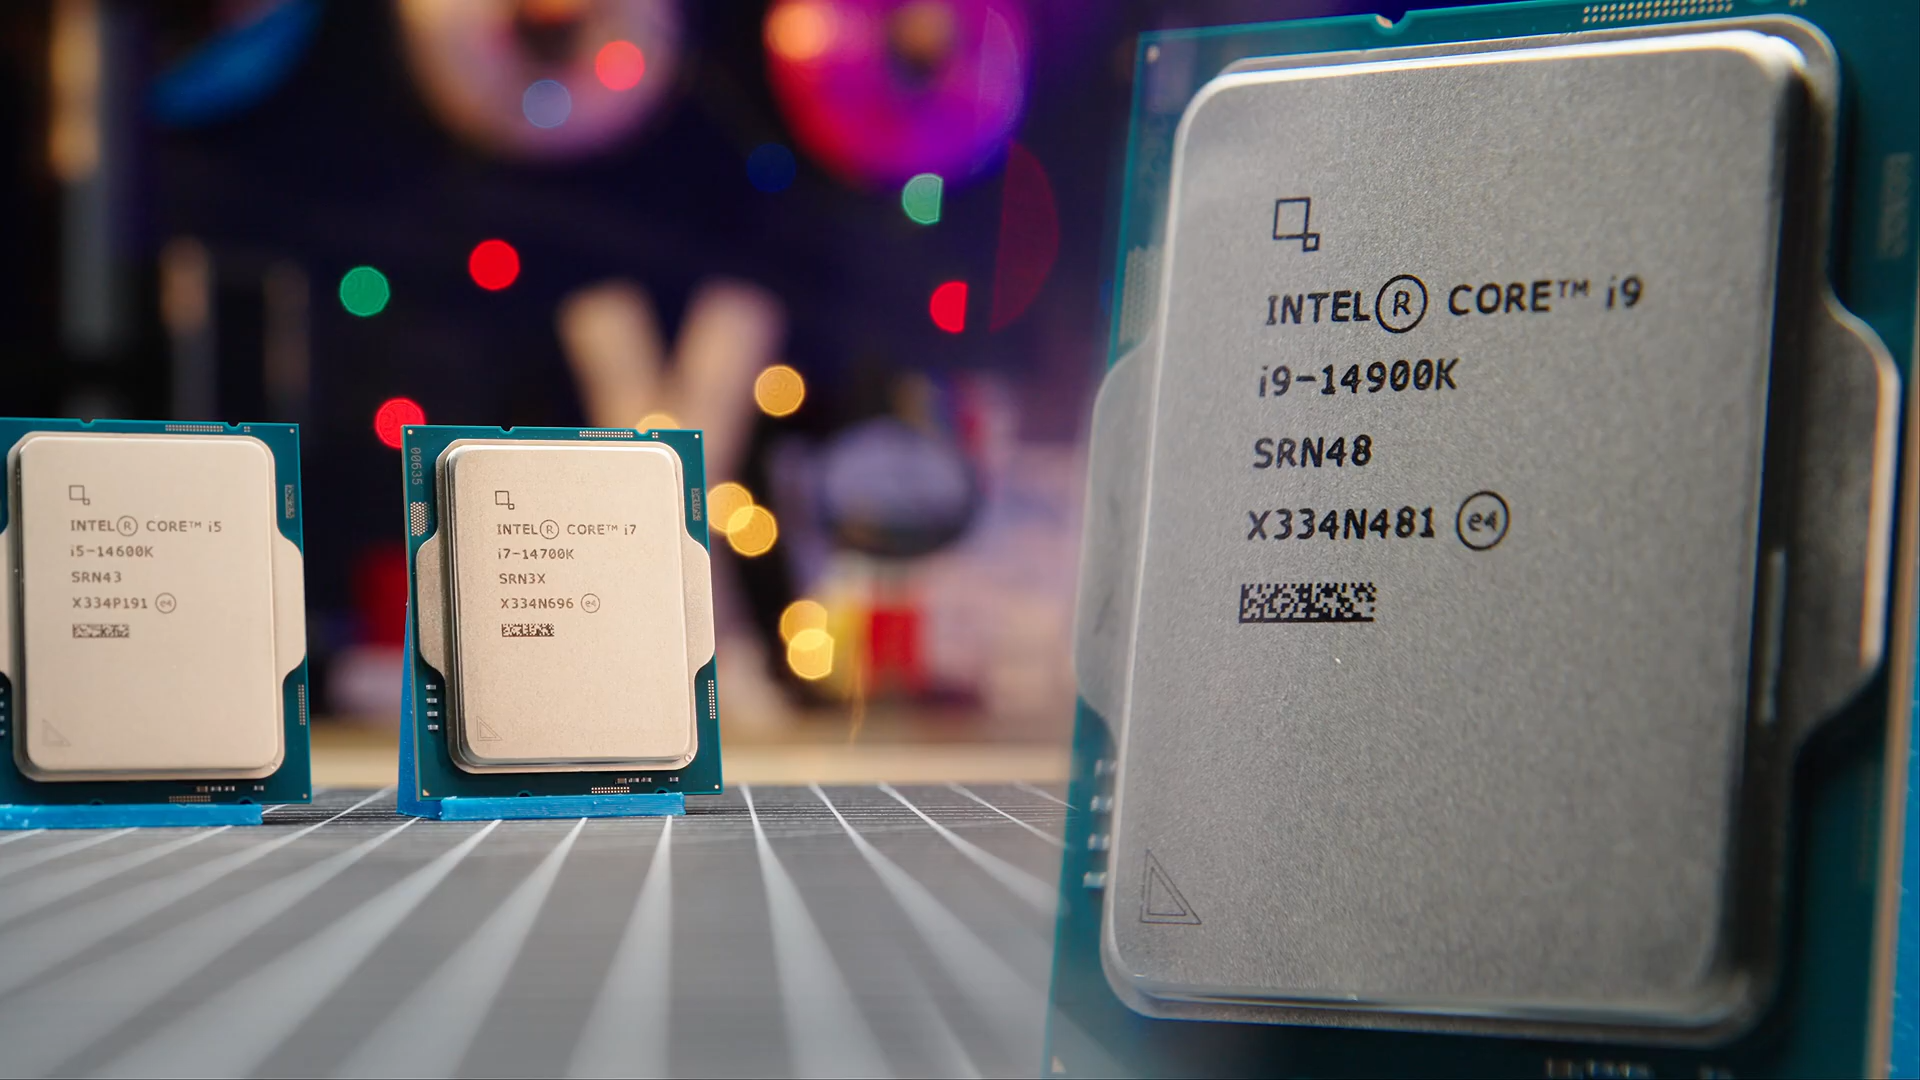 INTEL® CORE™ i5
i5-14600K
SRN43
X334P191 e4
00635
INTEL® CORE™ i7
i7-14700K
SRN3X
X334N696 e4
INTEL® CORE™ i9
i9-14900K
SRN48
X334N481 e4